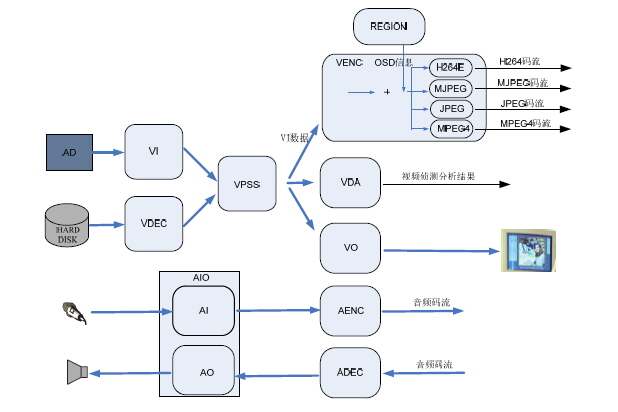 REGION
VENC OSD信息
H264E
H264码流
MJPEG
MJPEG码流
JPEG
JPEG码流
MPEG4
MPEG4码流
+
VI数据
AD
VI
VPSS
VDA
视频侦测分析结果
HARD
DISK
VDEC
VO
AIO
AI
AENC
音频码流
AO
ADEC
音频码流